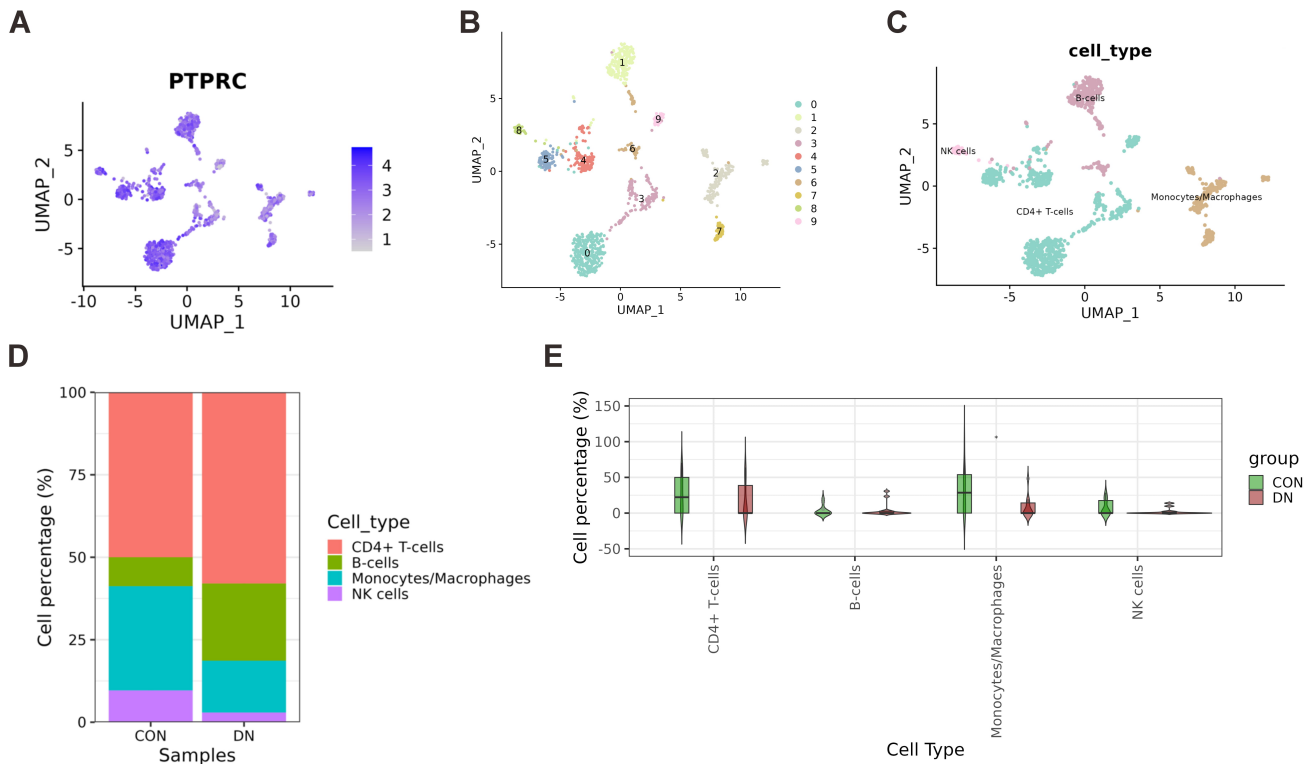 A
PTPRC
UMAP_2
5
0
-5
-10
-5
0
5
10
UMAP_1
4
3
2
1
B
UMAP_2
5
0
-5
-5
0
5
10
UMAP_1
1
8
5
4
6
9
2
3
7
0
0
1
2
3
4
5
6
7
8
9
C
cell_type
UMAP_2
5
0
-5
-5
0
5
10
UMAP_1
B-cells
NK cells
Monocytes/Macrophages
CD4+ T-cells
D
Cell percentage (%)
100
75
50
25
0
CON
DN
Samples
Cell_type
CD4+ T-cells
B-cells
Monocytes/Macrophages
NK cells
E
Cell percentage (%)
150
100
50
0
-50
CD4+ T-cells
B-cells
Monocytes/Macrophages
NK cells
Cell Type
group
CON
DN